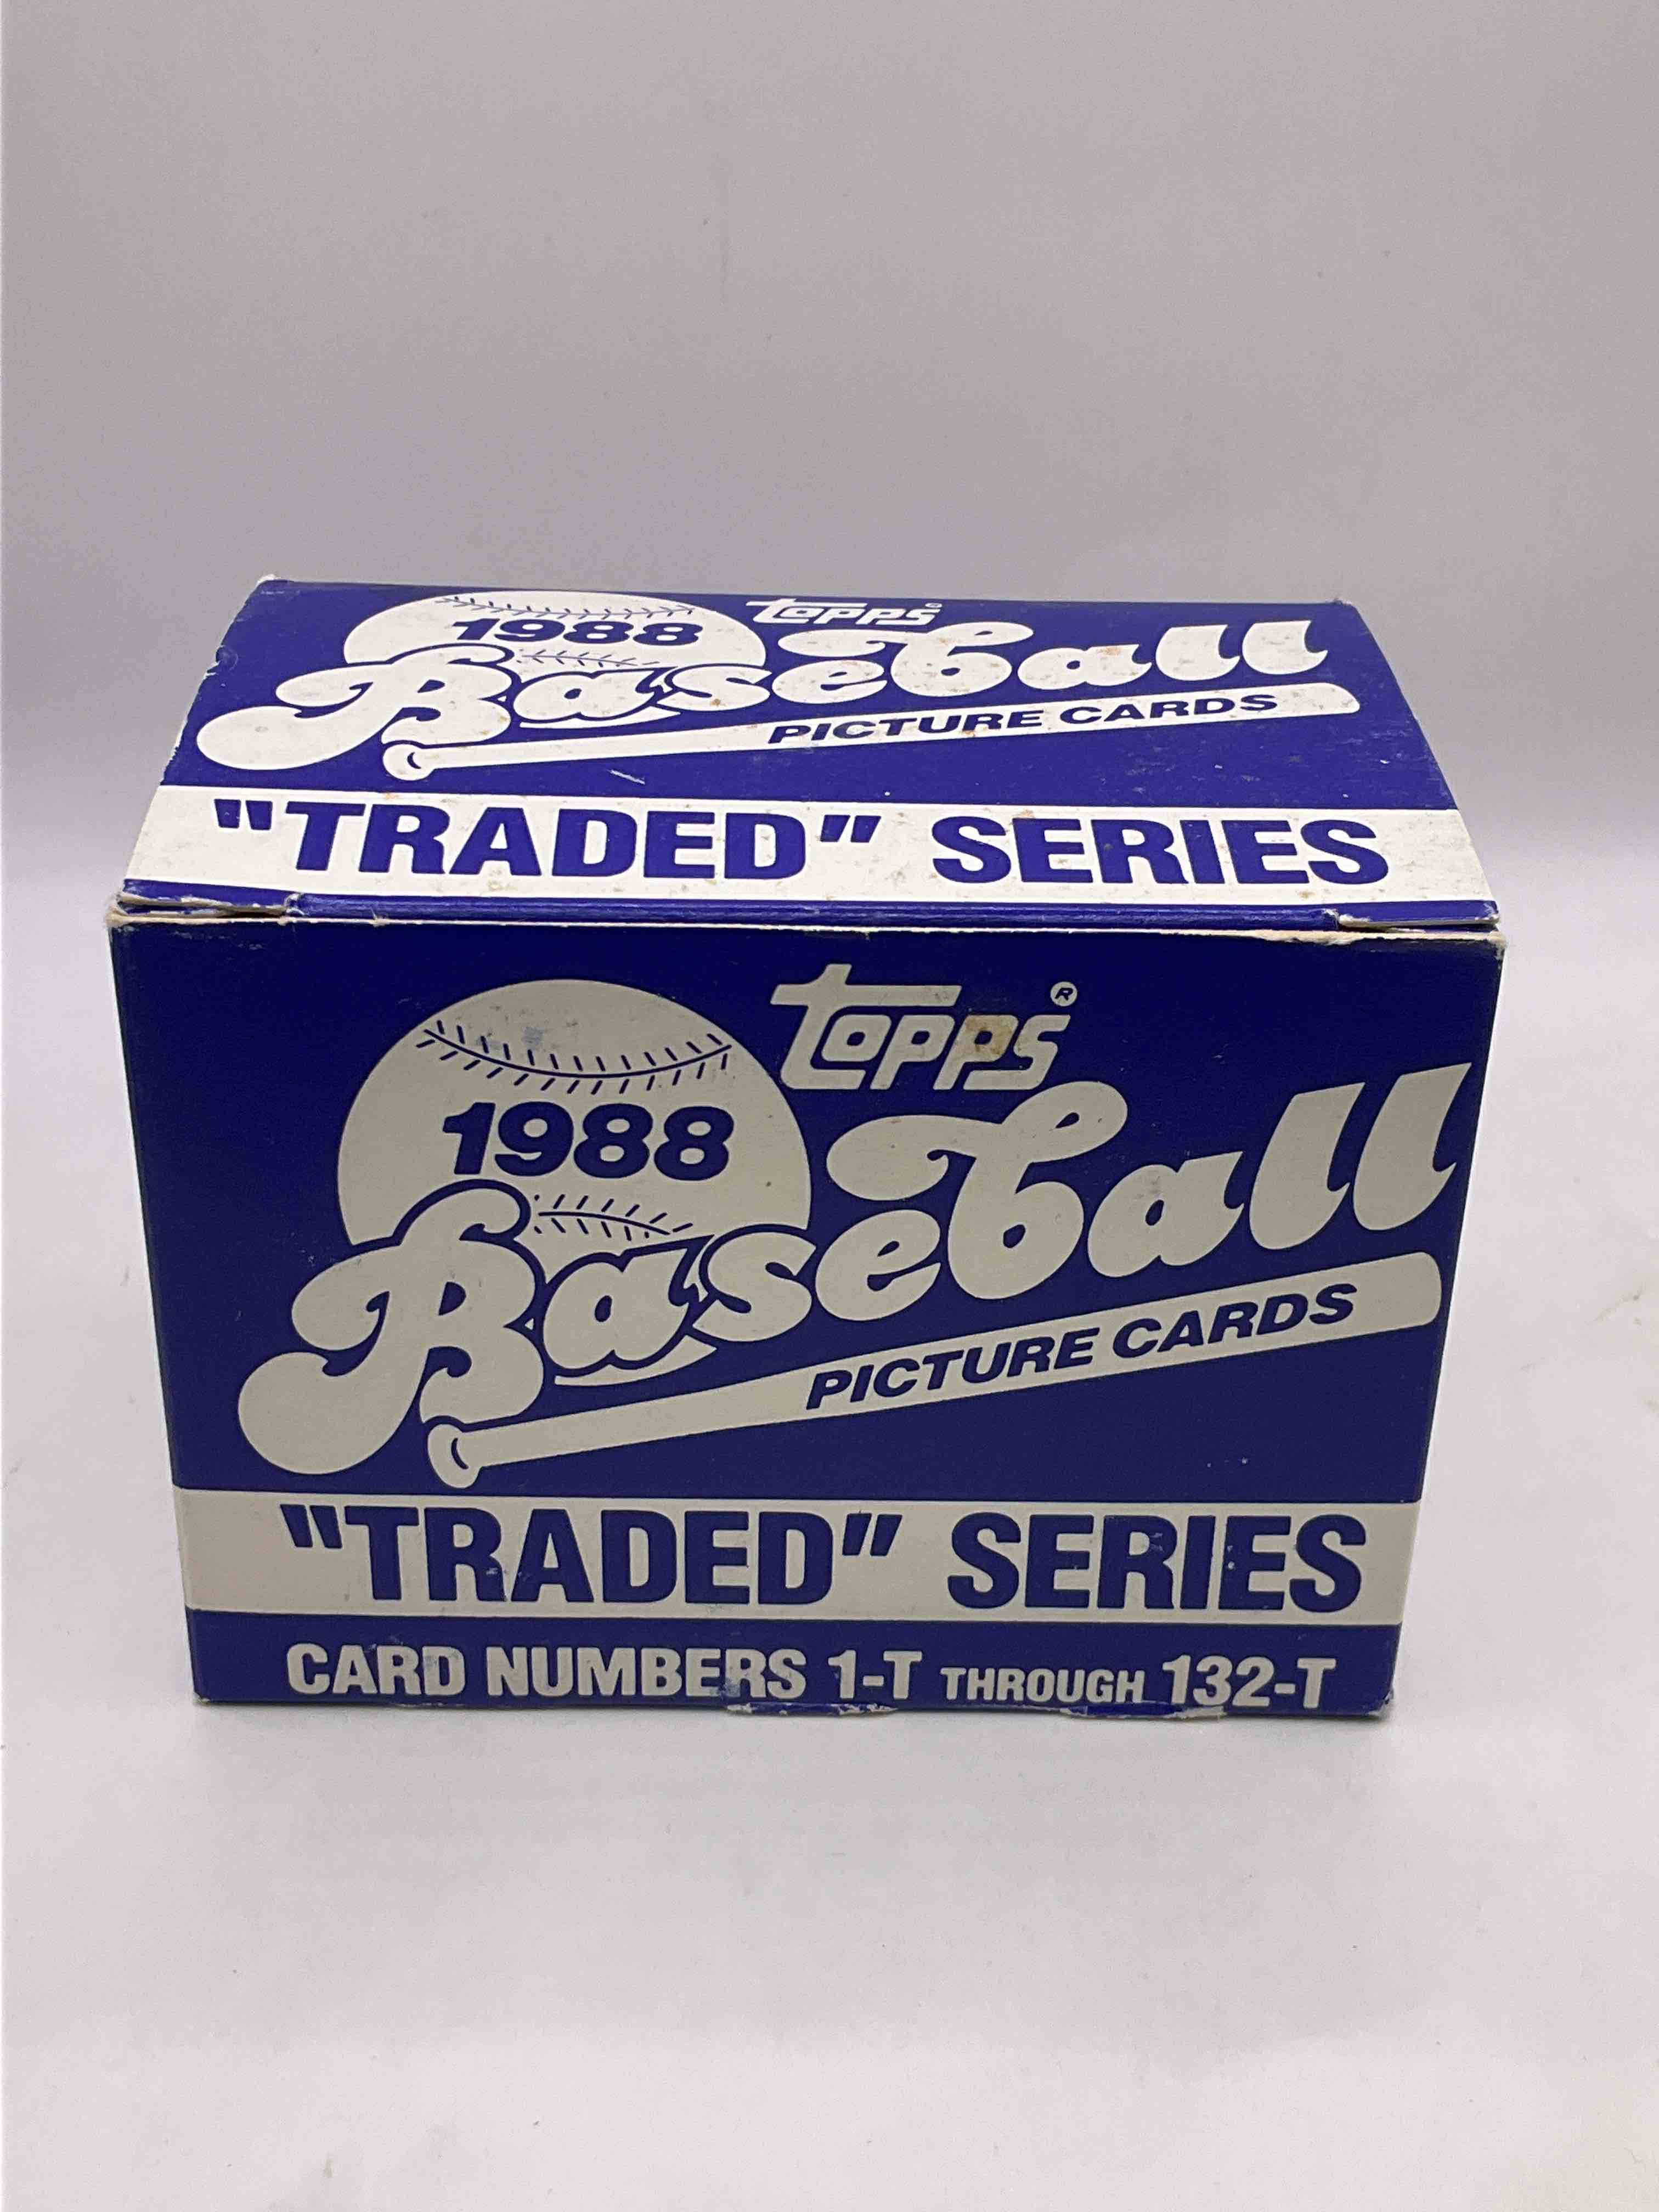 topps®
1988
Baseball
PICTURE CARDS
"TRADED" SERIES
topps®
1988
Baseball
PICTURE CARDS
"TRADED" SERIES
CARD NUMBERS 1-T THROUGH 132-T